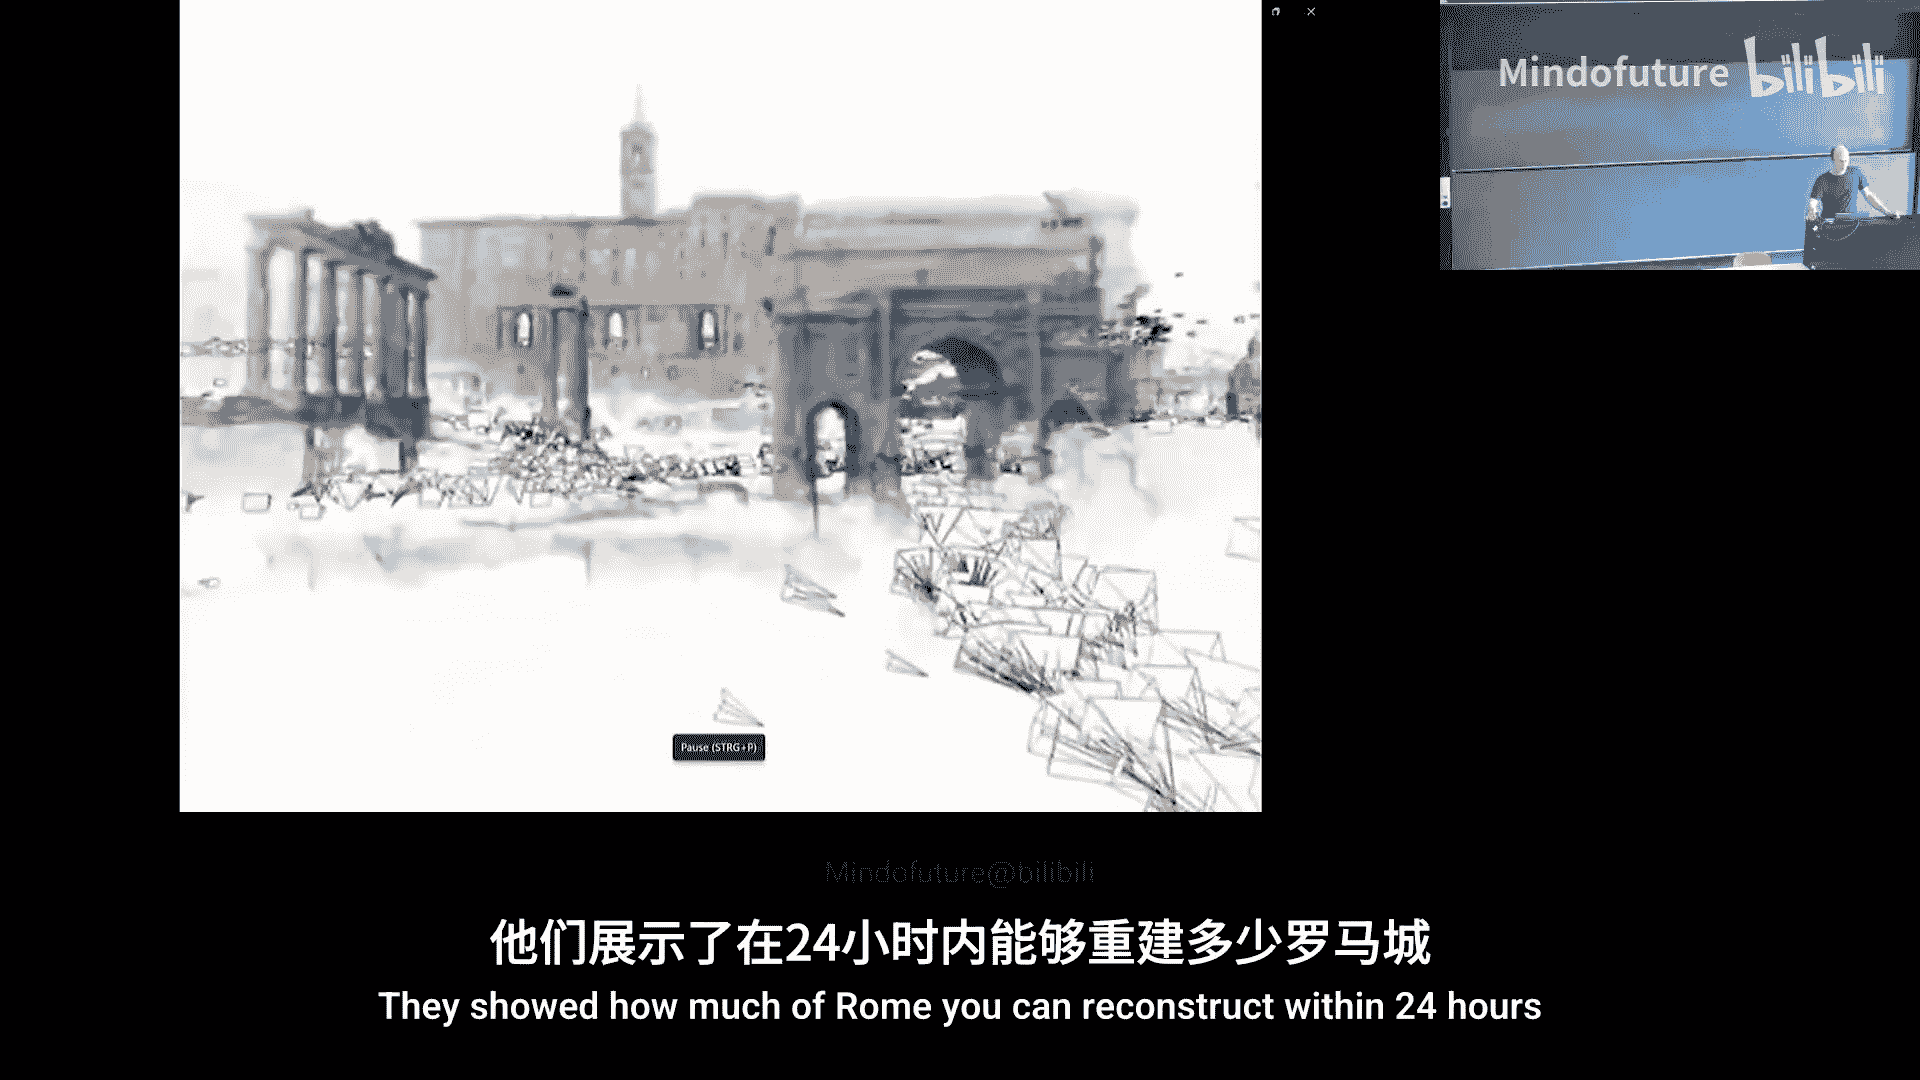 Mindofuture bilibili
Pause (STRG+P)
Mindofuture@bilibili
他们展示了在24小时内能够重建多少罗马城
They showed how much of Rome you can reconstruct within 24 hours